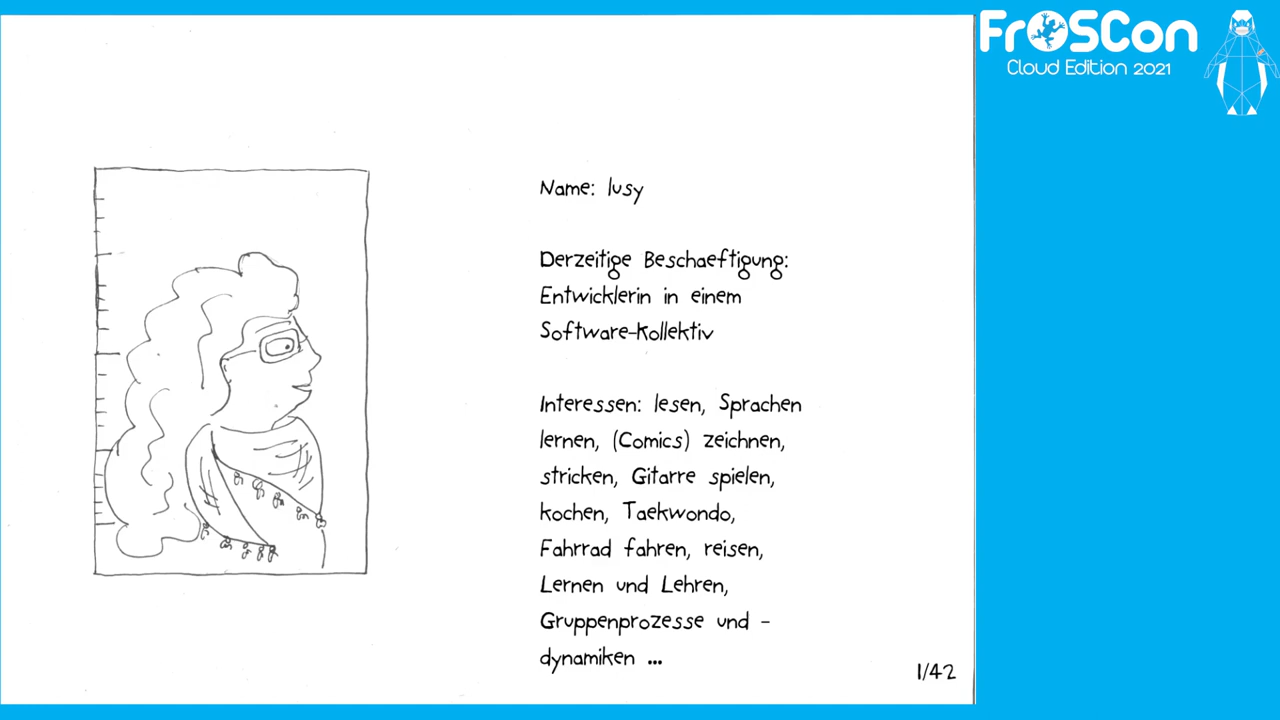 FrOSCon
Cloud Edition 2021
Name: lusy
Derzeitige Beschaeftigung:
Entwicklerin in einem
Software-Kollektiv
Interessen: lesen, Sprachen
lernen, (Comics) zeichnen,
stricken, Gitarre spielen,
kochen, Taekwondo,
Fahrrad fahren, reisen,
Lernen und Lehren,
Gruppenprozesse und -
dynamiken ...
1/42